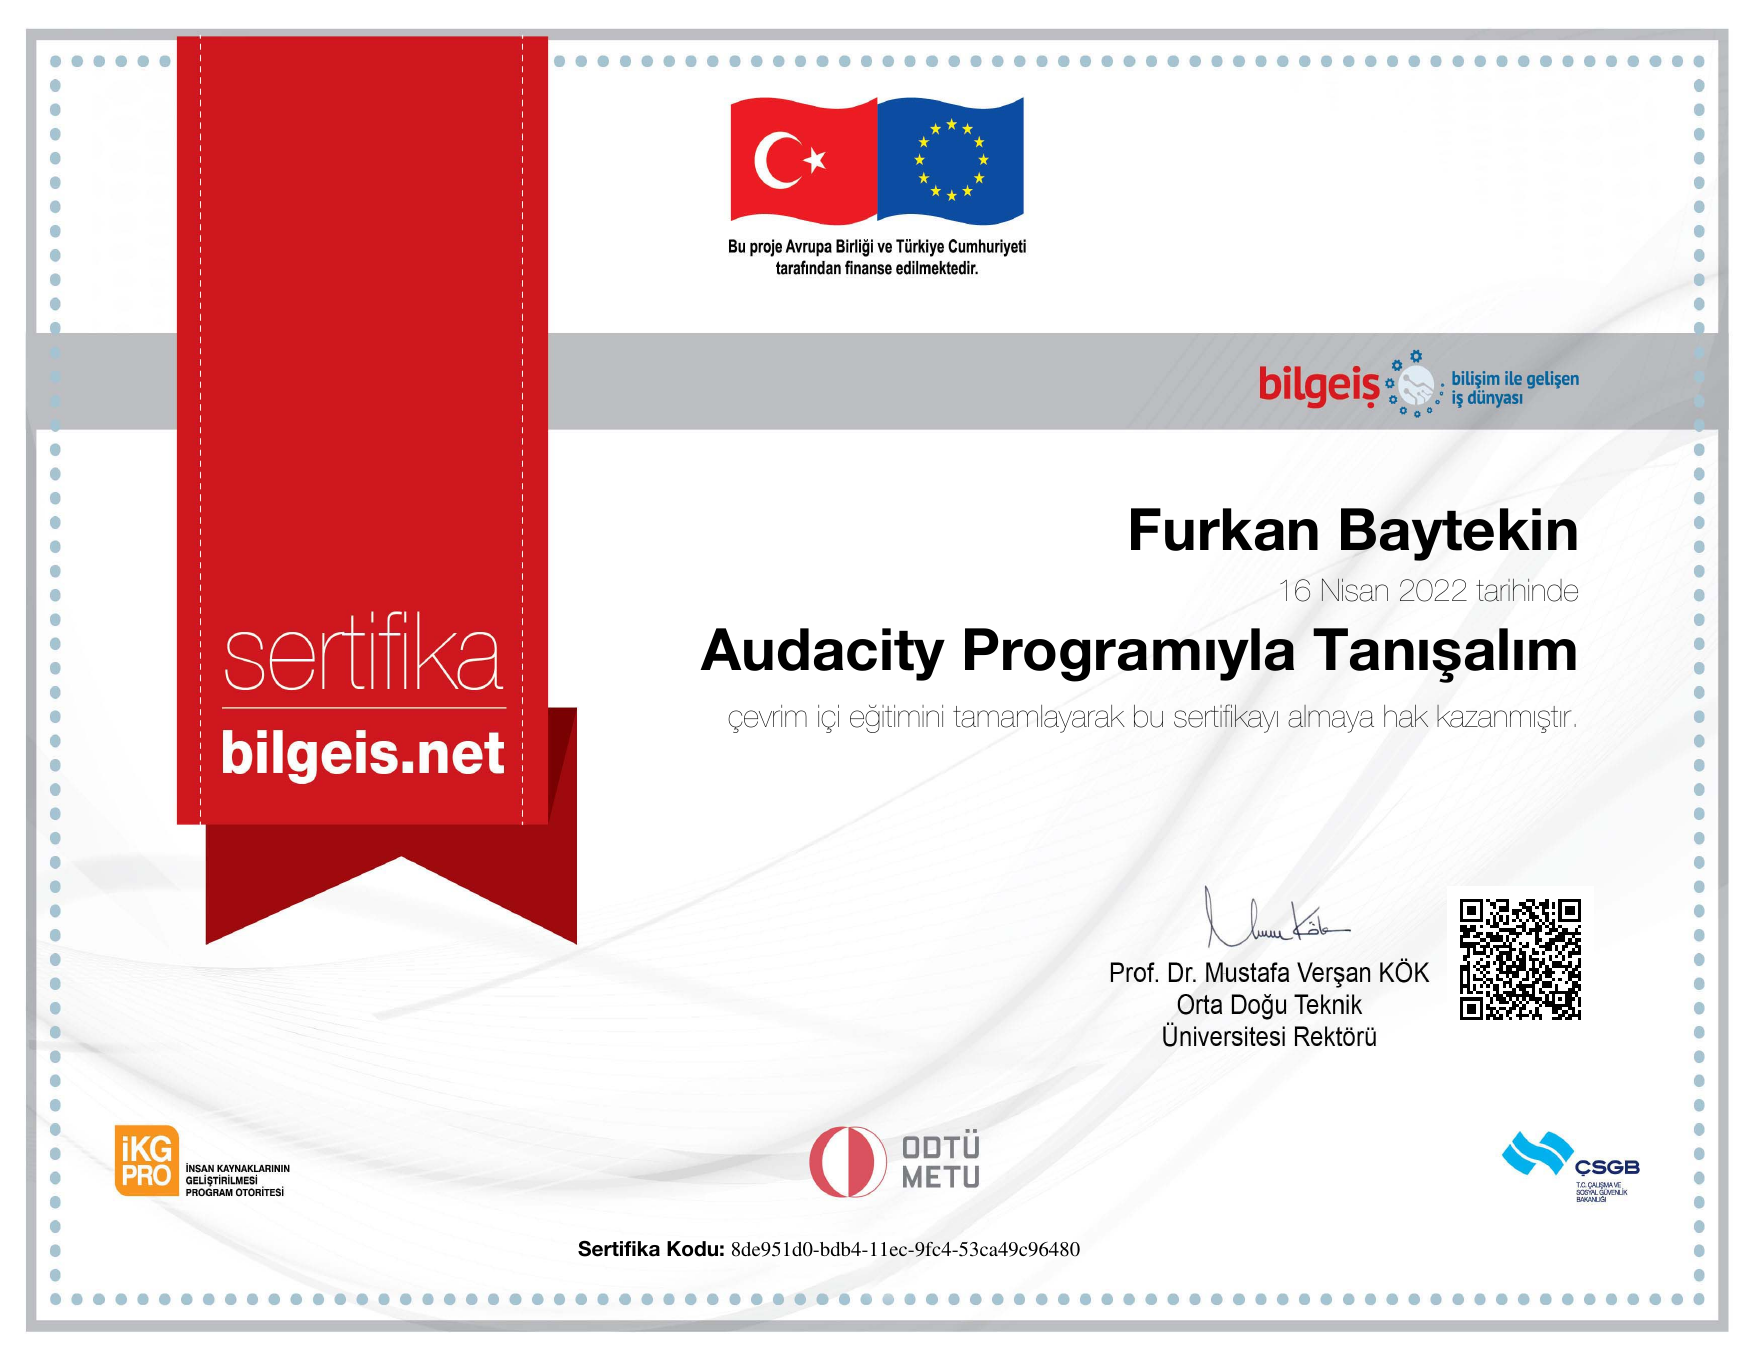 Bu proje Avrupa Birliği ve Türkiye Cumhuriyeti
tarafından finanse edilmektedir.
bilgeiş
bilişim ile gelişen
iş dünyası
sertifika
bilgeis.net
Furkan Baytekin
16 Nisan 2022 tarihinde
Audacity Programıyla Tanışalım
çevrim içi eğitimini tamamlayarak bu sertifikayı almaya hak kazanmıştır.
Prof. Dr. Mustafa Verşan KÖK
Orta Doğu Teknik
Üniversitesi Rektörü
iKG
PRO
İNSAN KAYNAKLARININ
GELİŞTİRİLMESİ
PROGRAM OTORİTESİ
ODTÜ
METU
ÇSGB
T.C. ÇALIŞMA VE
SOSYAL GÜVENLİK
BAKANLIĞI
Sertifika Kodu: 8de951d0-bdb4-11ec-9fc4-53ca49c96480